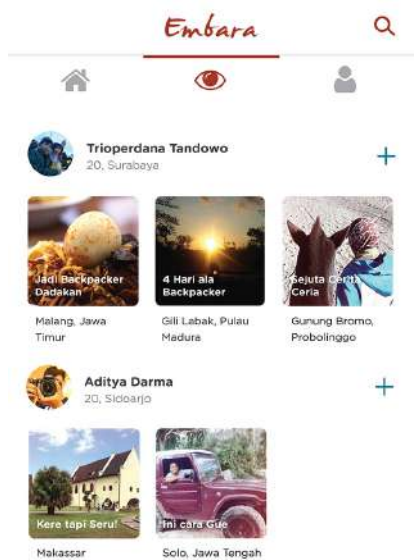 Embara
Trioperdana Tandowo
20, Surabaya
Jadi Backpacker
Dadakan
4 Hari ala
Backpacker
Sejuta Cerita
Ceria
Malang, Jawa
Timur
Gili Labak, Pulau
Madura
Gunung Bromo,
Probolinggo
Aditya Darma
20, Sidoarjo
Kere tapi Seru!
Ini cara Gue
Makassar
Solo, Jawa Tengah